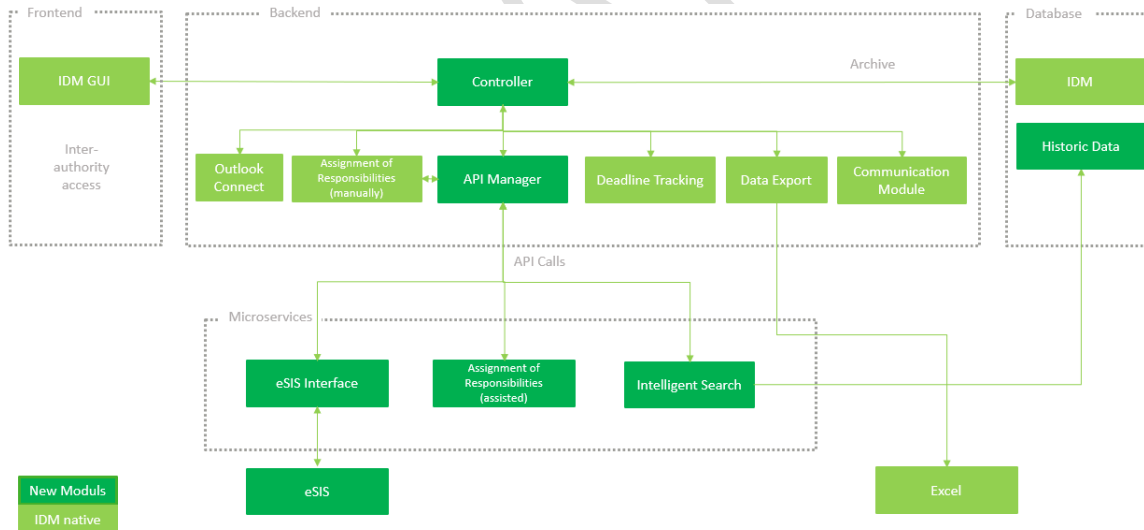 Frontend
Backend
Database
IDM GUI
Controller
Archive
IDM
Inter-
authority
access
Historic Data
Outlook
Connect
Assignment of
Responsibilities
(manually)
API Manager
Deadline Tracking
Data Export
Communication
Module
API Calls
Microservices
eSIS Interface
Assignment of
Responsibilities
(assisted)
Intelligent Search
New Moduls
IDM native
eSIS
Excel